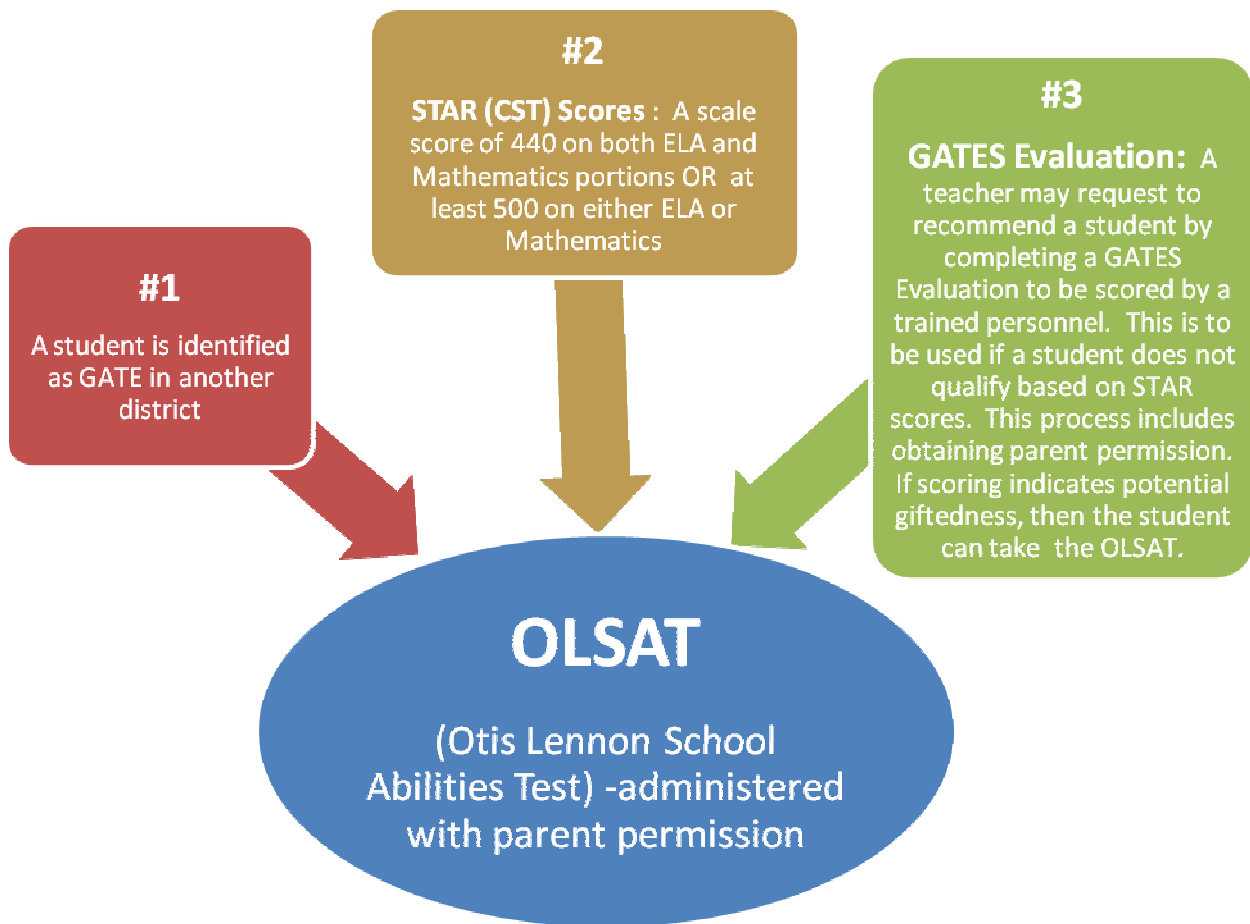 #1
A student is identified
as GATE in another
district
#2
STAR (CST) Scores : A scale
score of 440 on both ELA and
Mathematics portions OR at
least 500 on either ELA or
Mathematics
#3
GATES Evaluation: A
teacher may request to
recommend a student by
completing a GATES
Evaluation to be scored by a
trained personnel. This is to
be used if a student does not
qualify based on STAR
scores. This process includes
obtaining parent permission.
If scoring indicates potential
giftedness, then the student
can take the OLSAT.
OLSAT
(Otis Lennon School
Abilities Test) -administered
with parent permission